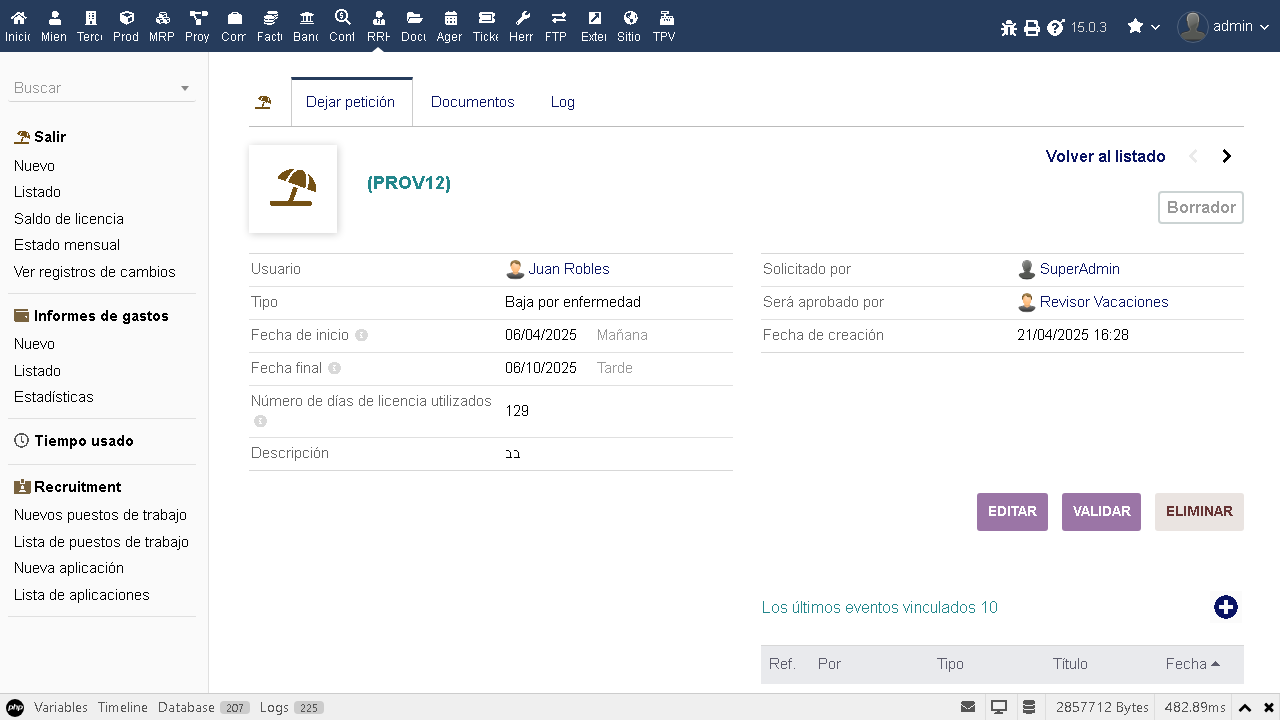 Inic Mien Terc Prod MRP Proy Com Fact Banc Cont RRH Docu Ager Ticke Herr FTP Exter Sitio TPV
15.0.3 admin
Buscar
Salir
Nuevo
Listado
Saldo de licencia
Estado mensual
Ver registros de cambios
Informes de gastos
Nuevo
Listado
Estadísticas
Tiempo usado
Recruitment
Nuevos puestos de trabajo
Lista de puestos de trabajo
Nueva aplicación
Lista de aplicaciones
Dejar petición Documentos Log
Volver al listado
(PROV12)
Borrador
Usuario Juan Robles
Tipo Baja por enfermedad
Fecha de inicio 06/04/2025 Mañana
Fecha final 06/10/2025 Tarde
Número de días de licencia utilizados 129
Descripción בב
Solicitado por SuperAdmin
Será aprobado por Revisor Vacaciones
Fecha de creación 21/04/2025 16:28
EDITAR VALIDAR ELIMINAR
Los últimos eventos vinculados 10
Ref. Por Tipo Título Fecha
php Variables Timeline Database 207 Logs 225 2857712 Bytes 482.89ms